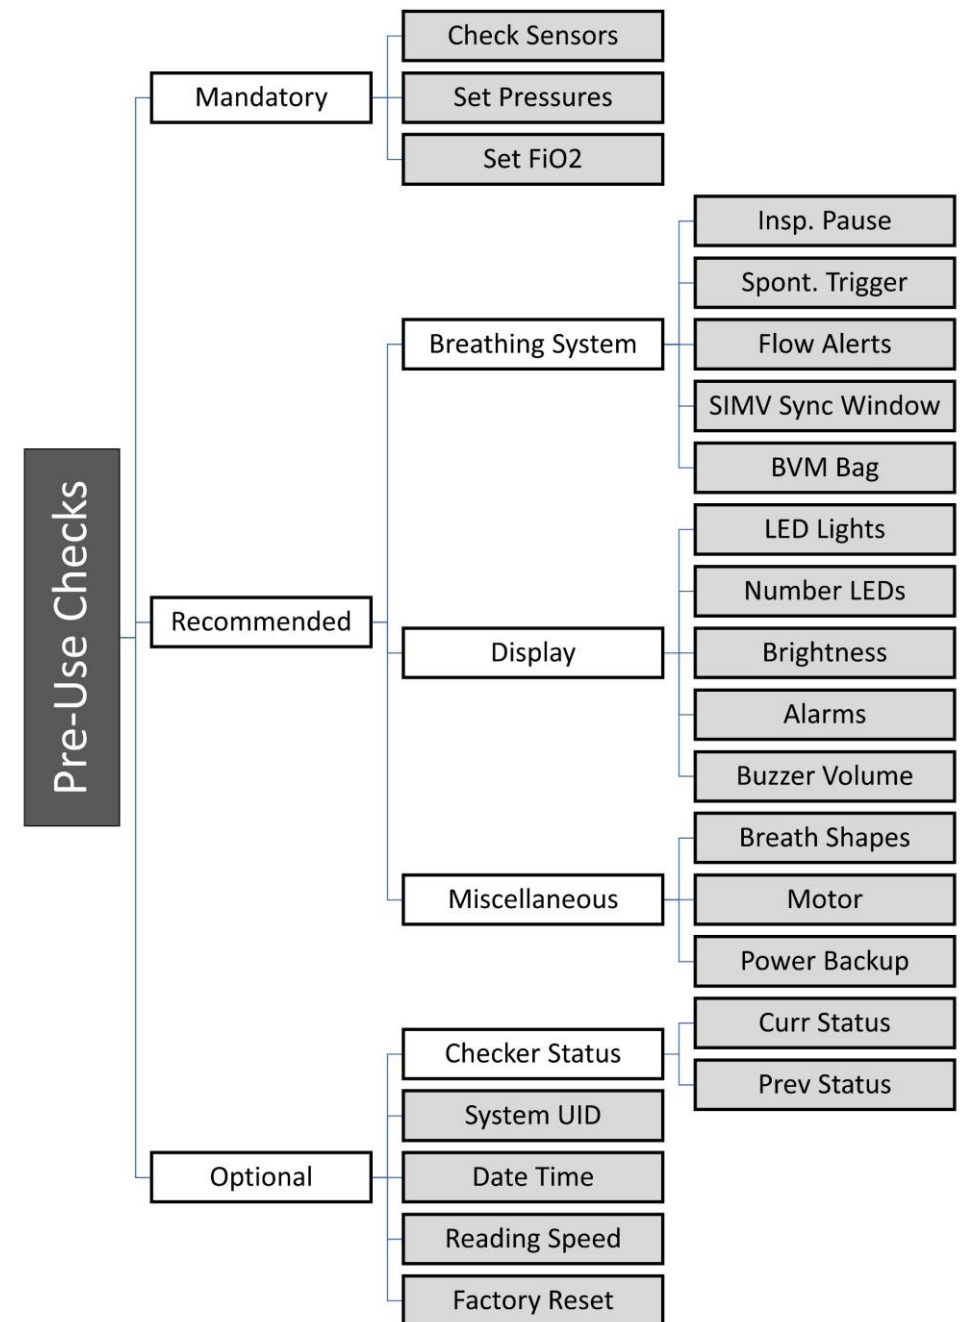 Pre-Use Checks
Mandatory
Check Sensors
Set Pressures
Set FiO2
Recommended
Breathing System
Insp. Pause
Spont. Trigger
Flow Alerts
SIMV Sync Window
BVM Bag
Display
LED Lights
Number LEDs
Brightness
Alarms
Buzzer Volume
Miscellaneous
Breath Shapes
Motor
Power Backup
Optional
Checker Status
Curr Status
Prev Status
System UID
Date Time
Reading Speed
Factory Reset